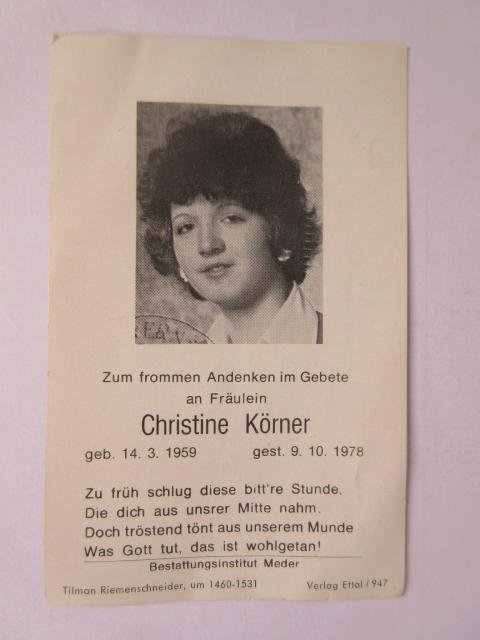 Zum frommen Andenken im Gebete
an Fräulein
Christine Körner
geb. 14. 3. 1959 gest. 9. 10. 1978
Zu früh schlug diese bitt're Stunde,
Die dich aus unsrer Mitte nahm.
Doch tröstend tönt aus unserem Munde
Was Gott tut, das ist wohlgetan!
Bestattungsinstitut Meder
Tilman Riemenschneider, um 1460-1531 Verlag Ettal/947